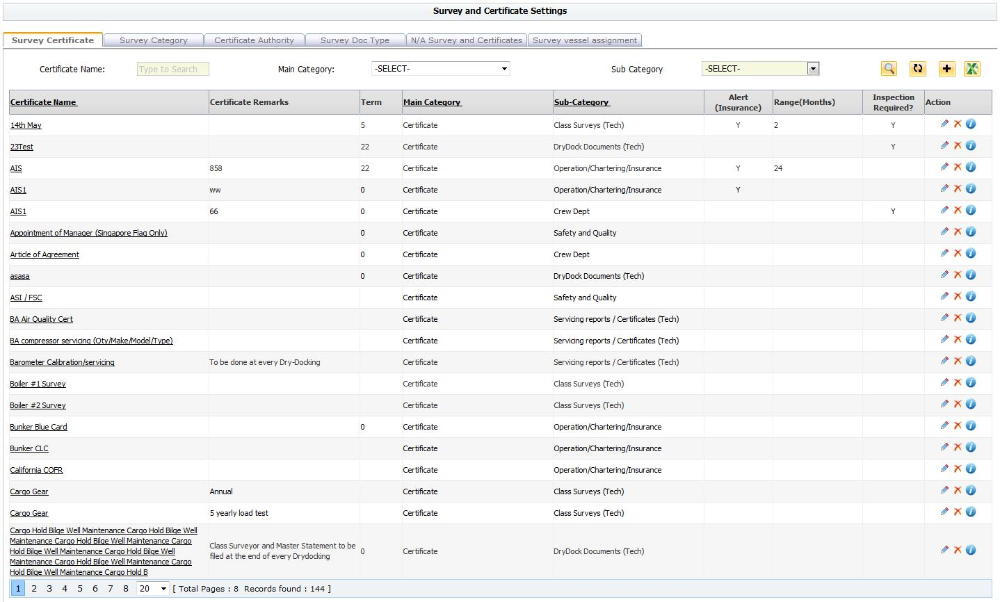 Survey and Certificate Settings
Survey Certificate Survey Category Certificate Authority Survey Doc Type N/A Survey and Certificates Survey vessel assignment
Certificate Name: Type to Search Main Category: -SELECT- Sub Category -SELECT-
Certificate Name Certificate Remarks Term Main Category Sub-Category Alert (Insurance) Range(Months) Inspection Required? Action
14th May 5 Certificate Class Surveys (Tech) Y 2 Y
23Test 22 Certificate DryDock Documents (Tech) Y
AIS 858 22 Certificate Operation/Chartering/Insurance Y 24
AIS1 ww 0 Certificate Operation/Chartering/Insurance Y
AIS1 66 0 Certificate Crew Dept Y
Appointment of Manager (Singapore Flag Only) 0 Certificate Safety and Quality
Article of Agreement 0 Certificate Crew Dept
asasa 0 Certificate DryDock Documents (Tech)
ASI / FSC Certificate Safety and Quality
BA Air Quality Cert Certificate Servicing reports / Certificates (Tech)
BA compressor servicing (Qty/Make/Model/Type) Certificate Servicing reports / Certificates (Tech)
Barometer Calibration/servicing To be done at every Dry-Docking Certificate Servicing reports / Certificates (Tech)
Boiler #1 Survey Certificate Class Surveys (Tech)
Boiler #2 Survey Certificate Class Surveys (Tech)
Bunker Blue Card 0 Certificate Operation/Chartering/Insurance
Bunker CLC Certificate Operation/Chartering/Insurance
California COFR Certificate Operation/Chartering/Insurance
Cargo Gear Annual Certificate Class Surveys (Tech)
Cargo Gear 5 yearly load test Certificate Class Surveys (Tech)
Cargo Hold Bilge Well Maintenance Cargo Hold Bilge Well
Maintenance Cargo Hold Bilge Well Maintenance Cargo
Hold Bilge Well Maintenance Cargo Hold Bilge Well
Maintenance Cargo Hold Bilge Well Maintenance Cargo
Hold Bilge Well Maintenance Cargo Hold B
Class Surveyor and Master Statement to be
filed at the end of every Drydocking
0 Certificate DryDock Documents (Tech)
1 2 3 4 5 6 7 8 20 [ Total Pages : 8 Records found : 144 ]